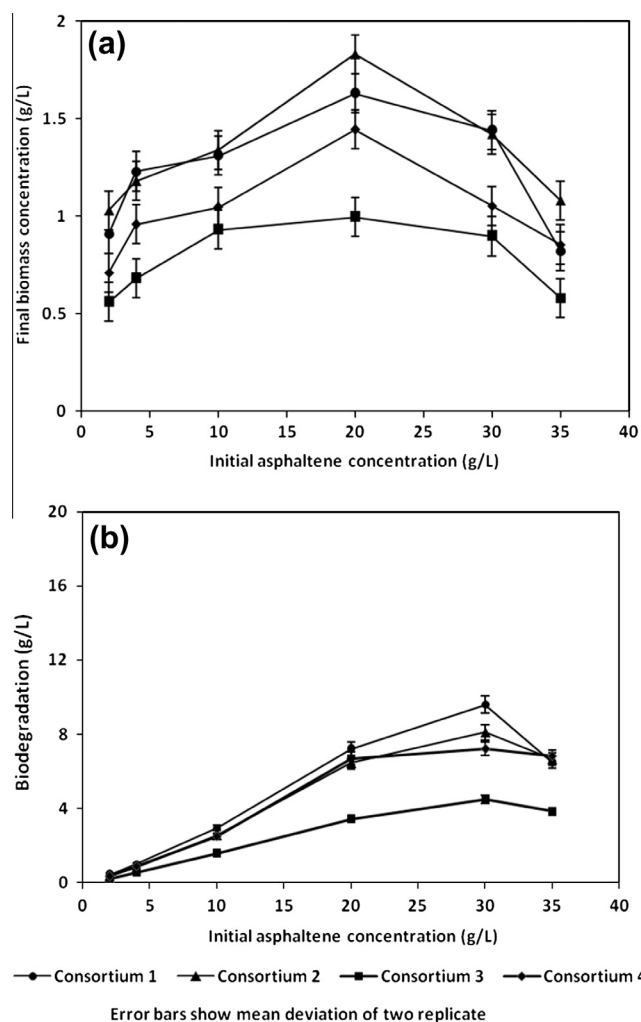 (a)
Final biomass concentration (g/L)
2
1.5
1
0.5
0
0 5 10 15 20 25 30 35 40
Initial asphaltene concentration (g/L)
(b)
Biodegradation (g/L)
20
16
12
8
4
0
0 5 10 15 20 25 30 35 40
Initial asphaltene concentration (g/L)
Consortium 1 Consortium 2 Consortium 3 Consortium 4
Error bars show mean deviation of two replicate